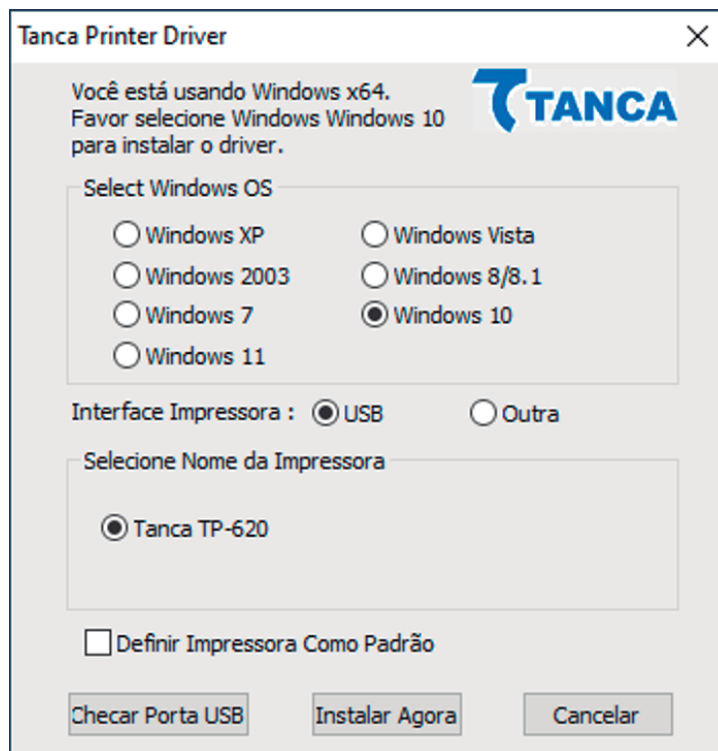 Tanca Printer Driver
Você está usando Windows x64.
Favor selecione Windows Windows 10
para instalar o driver.
TANCA
Select Windows OS
Windows XP
Windows Vista
Windows 2003
Windows 8/8.1
Windows 7
Windows 10
Windows 11
Interface Impressora : USB Outra
Selecione Nome da Impressora
Tanca TP-620
Definir Impressora Como Padrão
Checar Porta USB
Instalar Agora
Cancelar